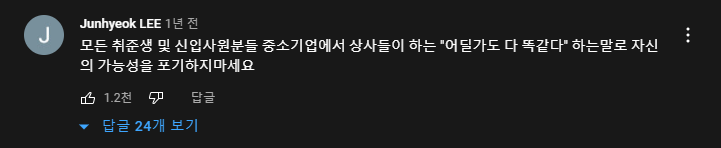 J
Junhyeok LEE 1년 전
모든 취준생 및 신입사원분들 중소기업에서 상사들이 하는 "어딜가도 다 똑같다" 하는말로 자신
의 가능성을 포기하지마세요
1.2천 답글
답글 24개 보기